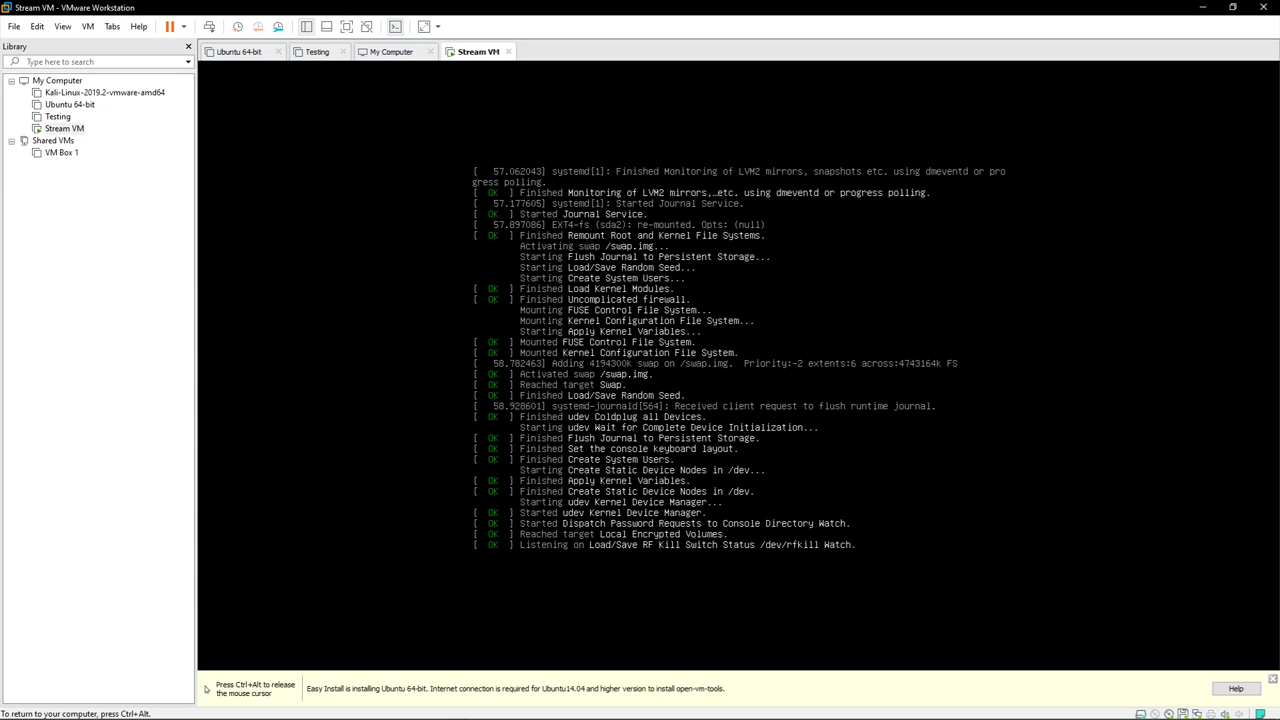 Stream VM - VMware Workstation
File Edit View VM Tabs Help
Library
Type here to search
My Computer
Kali-Linux-2019.2-vmware-amd64
Ubuntu 64-bit
Testing
Stream VM
Shared VMs
VM Box 1
Ubuntu 64-bit Testing My Computer Stream VM
[   57.062043] systemd[1]: Finished Monitoring of LVM2 mirrors, snapshots etc. using dmeventd or pro
gress polling.
[  OK  ] Finished Monitoring of LVM2 mirrors,…etc. using dmeventd or progress polling.
[   57.177605] systemd[1]: Started Journal Service.
[  OK  ] Started Journal Service.
[   57.897086] EXT4-fs (sda2): re-mounted. Opts: (null)
[  OK  ] Finished Remount Root and Kernel File Systems.
Activating swap /swap.img...
Starting Flush Journal to Persistent Storage...
Starting Load/Save Random Seed...
Starting Create System Users...
[  OK  ] Finished Load Kernel Modules.
[  OK  ] Finished Uncomplicated firewall.
Mounting FUSE Control File System...
Mounting Kernel Configuration File System...
Starting Apply Kernel Variables...
[  OK  ] Mounted FUSE Control File System.
[  OK  ] Mounted Kernel Configuration File System.
[   58.782463] Adding 4194300k swap on /swap.img.  Priority:-2 extents:6 across:4743164k FS
[  OK  ] Activated swap /swap.img.
[  OK  ] Reached target Swap.
[  OK  ] Finished Load/Save Random Seed.
[   58.928601] systemd-journald[564]: Received client request to flush runtime journal.
[  OK  ] Finished udev Coldplug all Devices.
Starting udev Wait for Complete Device Initialization...
[  OK  ] Finished Flush Journal to Persistent Storage.
[  OK  ] Finished Set the console keyboard layout.
[  OK  ] Finished Create System Users.
Starting Create Static Device Nodes in /dev...
[  OK  ] Finished Apply Kernel Variables.
[  OK  ] Finished Create Static Device Nodes in /dev.
Starting udev Kernel Device Manager...
[  OK  ] Started udev Kernel Device Manager.
[  OK  ] Started Dispatch Password Requests to Console Directory Watch.
[  OK  ] Reached target Local Encrypted Volumes.
[  OK  ] Listening on Load/Save RF Kill Switch Status /dev/rfkill Watch.
Press Ctrl+Alt to release
the mouse cursor
Easy Install is installing Ubuntu 64-bit. Internet connection is required for Ubuntu14.04 and higher version to install open-vm-tools.
Help
To return to your computer, press Ctrl+Alt.